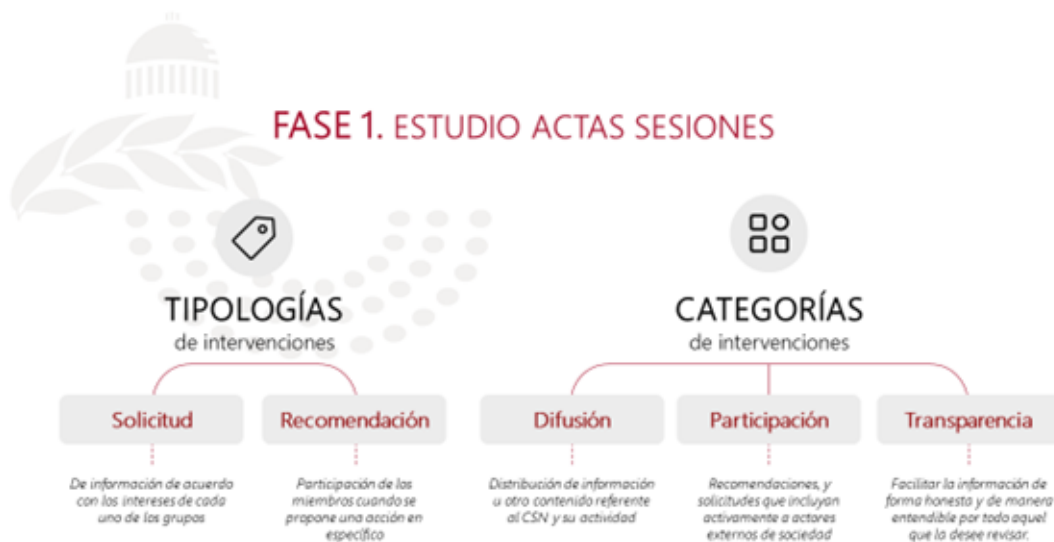 FASE 1. ESTUDIO ACTAS SESIONES
TIPOLOGÍAS
de intervenciones
Solicitud
De información de acuerdo
con los intereses de cada
uno de los grupos
Recomendación
Participación de los
miembros cuando se
propone una acción en
específico
CATEGORÍAS
de intervenciones
Difusión
Distribución de información
u otro contenido referente
al CSN y su actividad
Participación
Recomendaciones, y
solicitudes que incluyan
activamente a actores
externos de sociedad
Transparencia
Facilitar la información de
forma honesta y de manera
entendible por todo aquel
que la desee revisar.